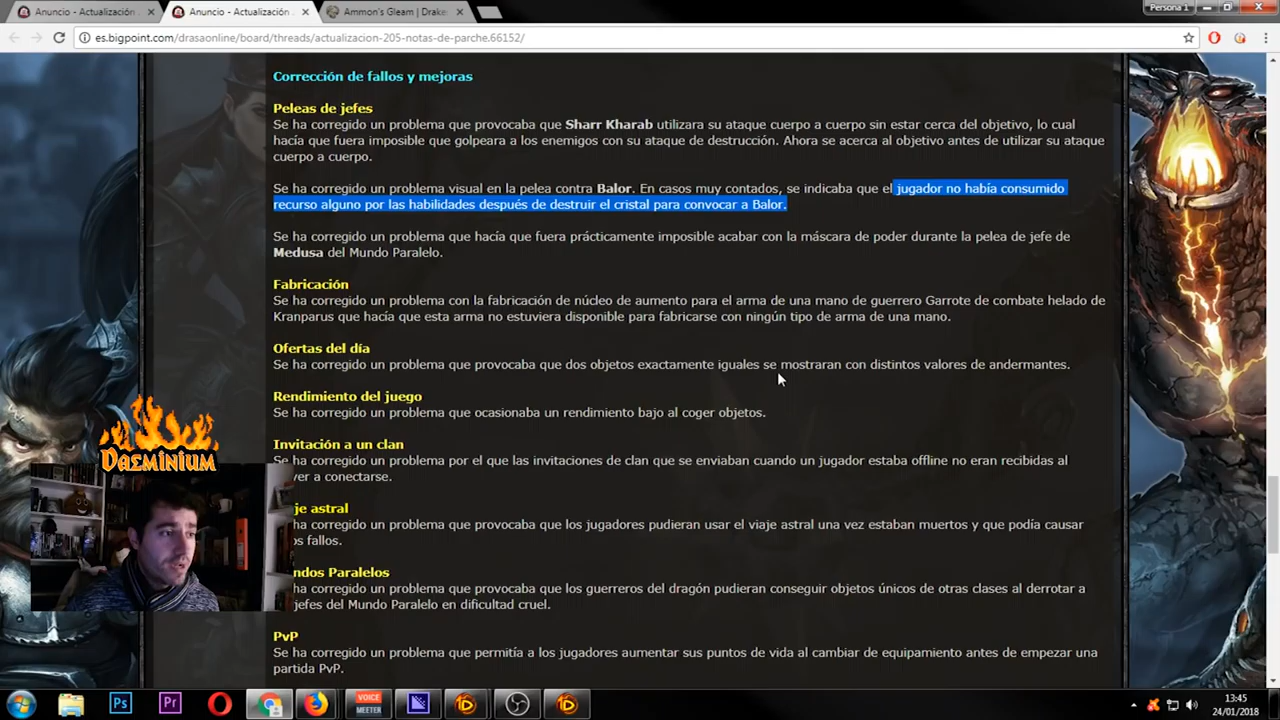 Anuncio - Actualización
Anuncio - Actualización
Ammon's Gleam | Drake
Persona 1
es.bigpoint.com/drasaonline/board/threads/actualizacion-205-notas-de-parche.66152/
Corrección de fallos y mejoras
Peleas de jefes
Se ha corregido un problema que provocaba que Sharr Kharab utilizara su ataque cuerpo a cuerpo sin estar cerca del objetivo, lo cual
hacía que fuera imposible que golpeara a los enemigos con su ataque de destrucción. Ahora se acerca al objetivo antes de utilizar su ataque
cuerpo a cuerpo.
Se ha corregido un problema visual en la pelea contra Balor. En casos muy contados, se indicaba que el jugador no había consumido
recurso alguno por las habilidades después de destruir el cristal para convocar a Balor.
Se ha corregido un problema que hacía que fuera prácticamente imposible acabar con la máscara de poder durante la pelea de jefe de
Medusa del Mundo Paralelo.
Fabricación
Se ha corregido un problema con la fabricación de núcleo de aumento para el arma de una mano de guerrero Garrote de combate helado de
Kranparus que hacía que esta arma no estuviera disponible para fabricarse con ningún tipo de arma de una mano.
Ofertas del día
Se ha corregido un problema que provocaba que dos objetos exactamente iguales se mostraran con distintos valores de andermantes.
Rendimiento del juego
Se ha corregido un problema que ocasionaba un rendimiento bajo al coger objetos.
Invitación a un clan
Se ha corregido un problema por el que las invitaciones de clan que se enviaban cuando un jugador estaba offline no eran recibidas al
ver a conectarse.
je astral
ha corregido un problema que provocaba que los jugadores pudieran usar el viaje astral una vez estaban muertos y que podía causar
os fallos.
ndos Paralelos
ha corregido un problema que provocaba que los guerreros del dragón pudieran conseguir objetos únicos de otras clases al derrotar a
jefes del Mundo Paralelo en dificultad cruel.
PvP
Se ha corregido un problema que permitía a los jugadores aumentar sus puntos de vida al cambiar de equipamiento antes de empezar una
partida PvP.
DAEMINIUM
Ps
Pr
VOICE
MEETER
13:45
24/01/2018